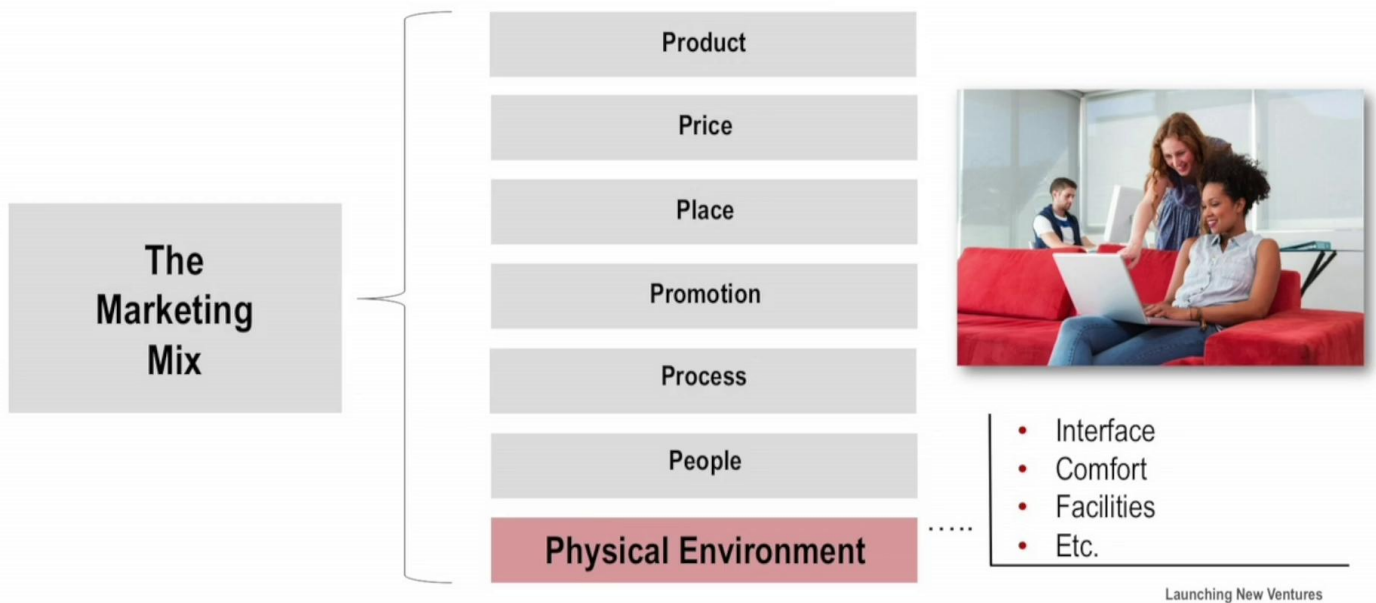 The
Marketing
Mix
Product
Price
Place
Promotion
Process
People
Physical Environment
.....
• Interface
• Comfort
• Facilities
• Etc.
Launching New Ventures